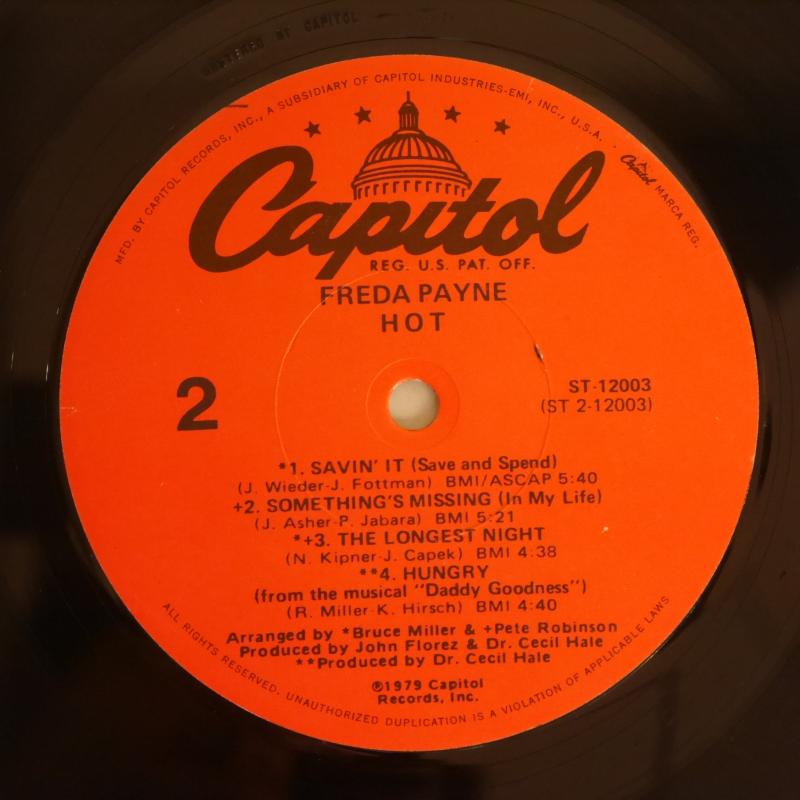 MASTERED BY CAPITOL
MFD. BY CAPITOL RECORDS, INC., A SUBSIDIARY OF CAPITOL INDUSTRIES-EMI, INC., U.S.A.
Capitol MARCA REG.
Capitol
REG. U.S. PAT. OFF.
FREDA PAYNE
HOT
2
ST-12003
(ST 2-12003)
*1. SAVIN' IT (Save and Spend)
(J. Wieder-J. Fottman) BMI/ASCAP 5:40
+2. SOMETHING'S MISSING (In My Life)
(J. Asher-P. Jabara) BMI 5:21
*+3. THE LONGEST NIGHT
(N. Kipner-J. Capek) BMI 4:38
**4. HUNGRY
(from the musical "Daddy Goodness")
(R. Miller-K. Hirsch) BMI 4:40
Arranged by *Bruce Miller & +Pete Robinson
Produced by John Florez & Dr. Cecil Hale
**Produced by Dr. Cecil Hale
℗1979 Capitol
Records, Inc.
ALL RIGHTS RESERVED. UNAUTHORIZED DUPLICATION IS A VIOLATION OF APPLICABLE LAWS